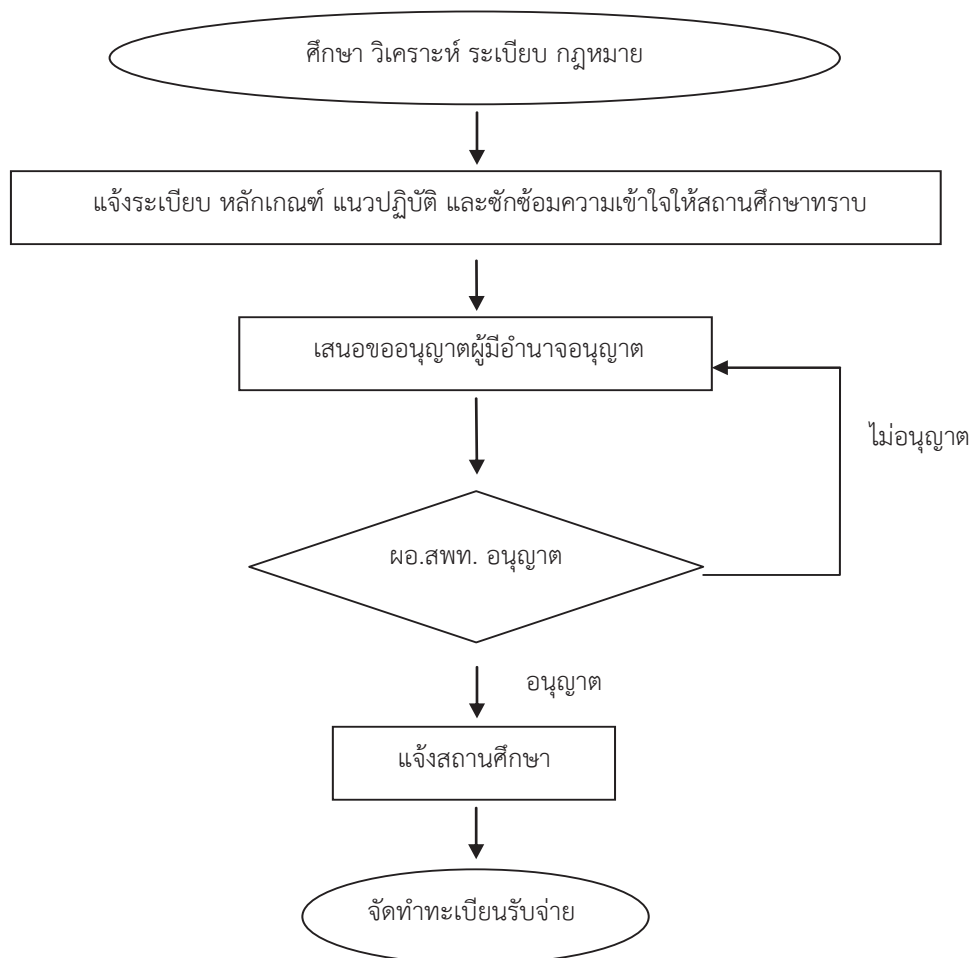 ศึกษา วิเคราะห์ ระเบียบ กฎหมาย
แจ้งระเบียบ หลักเกณฑ์ แนวปฏิบัติ และซักซ้อมความเข้าใจให้สถานศึกษาทราบ
เสนอขออนุญาตผู้มีอำนาจอนุญาต
ไม่อนุญาต
ผอ.สพท. อนุญาต
อนุญาต
แจ้งสถานศึกษา
จัดทำทะเบียนรับจ่าย